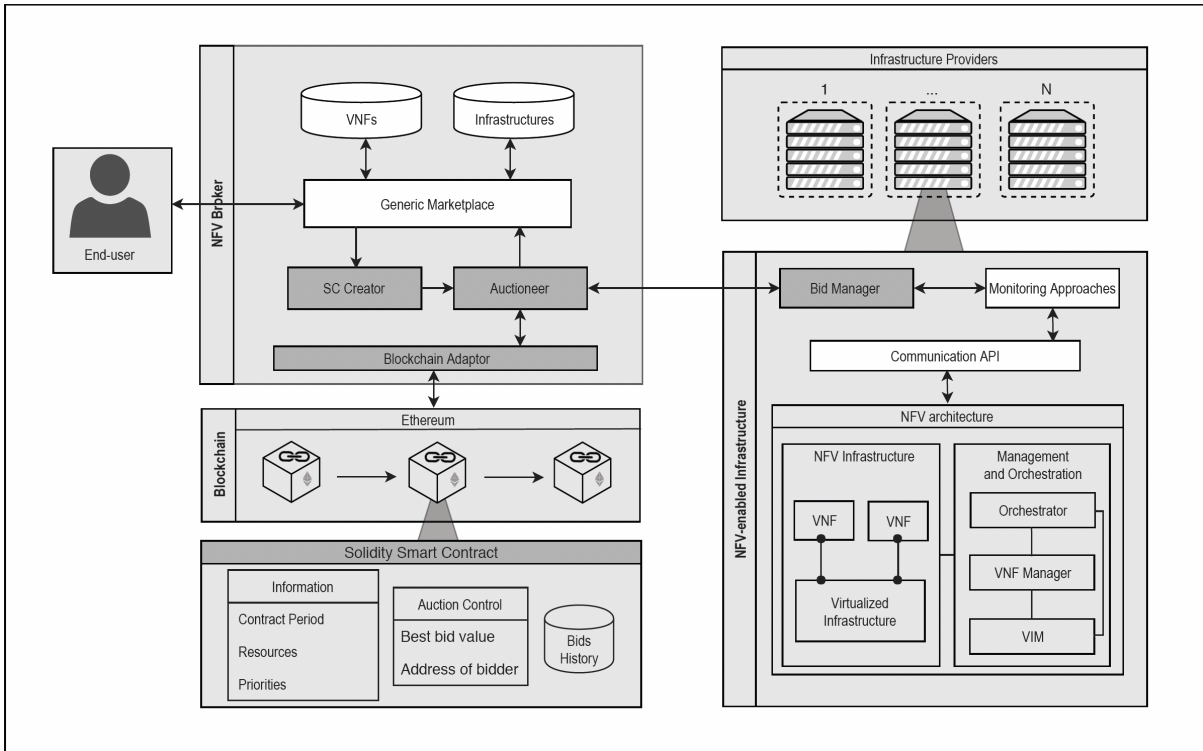 End-user
NFV Broker
VNFs
Infrastructures
Generic Marketplace
SC Creator
Auctioneer
Blockchain Adaptor
Blockchain
Ethereum
Solidity Smart Contract
Information
Contract Period
Resources
Priorities
Auction Control
Best bid value
Address of bidder
Bids
History
Infrastructure Providers
1
...
N
NFV-enabled Infrastructure
Bid Manager
Monitoring Approaches
Communication API
NFV architecture
NFV Infrastructure
VNF
VNF
Virtualized
Infrastructure
Management
and Orchestration
Orchestrator
VNF Manager
VIM